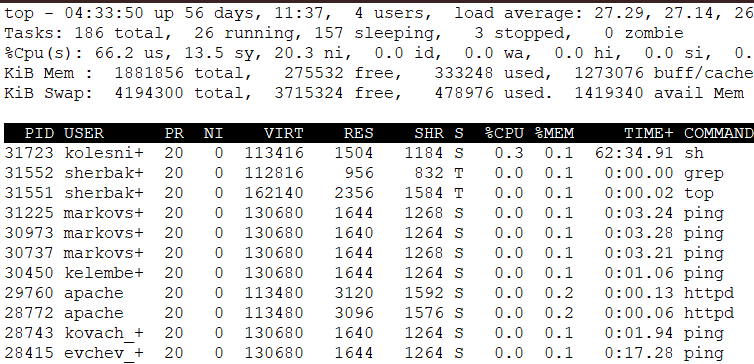 top - 04:33:50 up 56 days, 11:37,  4 users,  load average: 27.29, 27.14, 26
Tasks: 186 total,  26 running, 157 sleeping,   3 stopped,   0 zombie
%Cpu(s): 66.2 us, 13.5 sy, 20.3 ni,  0.0 id,  0.0 wa,  0.0 hi,  0.0 si,  0.
KiB Mem :  1881856 total,   275532 free,   333248 used,  1273076 buff/cache
KiB Swap:  4194300 total,  3715324 free,   478976 used.  1419340 avail Mem
PID USER      PR  NI    VIRT    RES    SHR S  %CPU %MEM     TIME+ COMMAND
31723 kolesni+  20   0  113416   1504   1184 S   0.3  0.1  62:34.91 sh
31552 sherbak+  20   0  112816    956    832 T   0.0  0.1   0:00.00 grep
31551 sherbak+  20   0  162140   2356   1584 T   0.0  0.1   0:00.02 top
31225 markovs+  20   0  130680   1644   1268 S   0.0  0.1   0:03.24 ping
30973 markovs+  20   0  130680   1640   1264 S   0.0  0.1   0:03.28 ping
30737 markovs+  20   0  130680   1644   1268 S   0.0  0.1   0:03.21 ping
30450 kelembe+  20   0  130680   1644   1264 S   0.0  0.1   0:01.06 ping
29760 apache    20   0  113480   3120   1592 S   0.0  0.2   0:00.13 httpd
28772 apache    20   0  113480   3096   1576 S   0.0  0.2   0:00.06 httpd
28743 kovach_+  20   0  130680   1640   1264 S   0.0  0.1   0:01.94 ping
28415 evchev_+  20   0  130680   1644   1264 S   0.0  0.1   0:17.28 ping